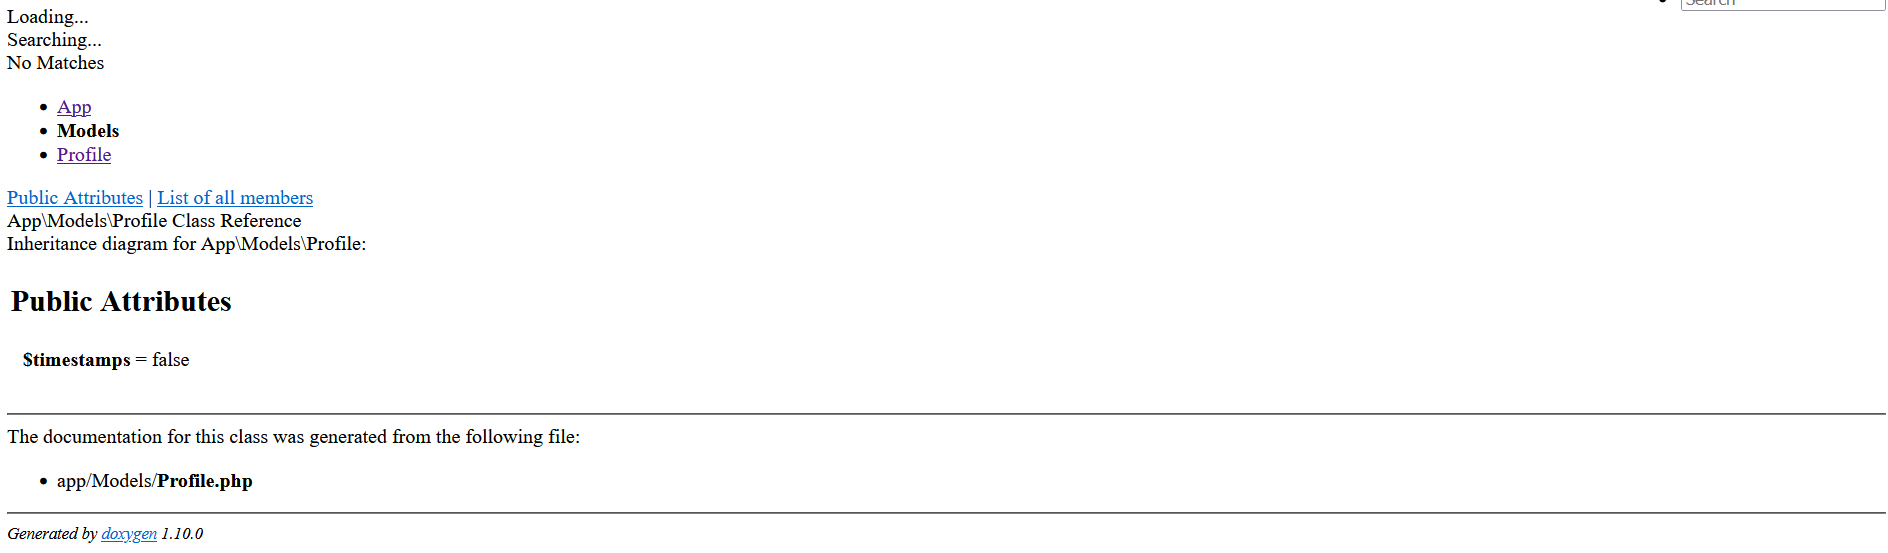 Search
Loading...
Searching...
No Matches
App
Models
Profile
Public Attributes | List of all members
App\Models\Profile Class Reference
Inheritance diagram for App\Models\Profile:
Public Attributes
$timestamps = false
The documentation for this class was generated from the following file:
app/Models/Profile.php
Generated by doxygen 1.10.0